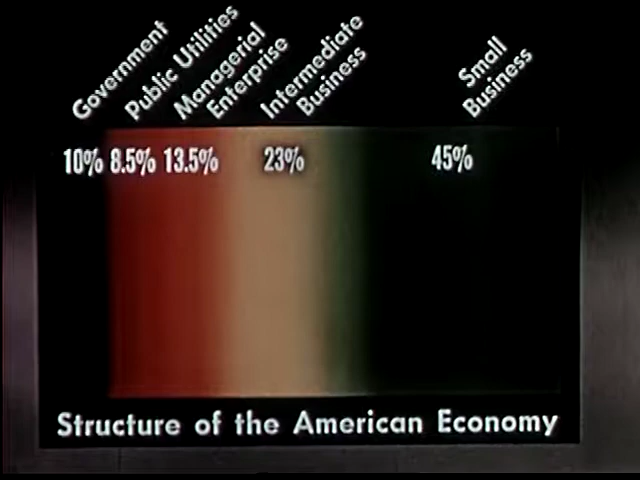 Government
Public Utilities
Managerial
Enterprise
Intermediate
Business
Small
Business
10% 8.5% 13.5% 23% 45%
Structure of the American Economy